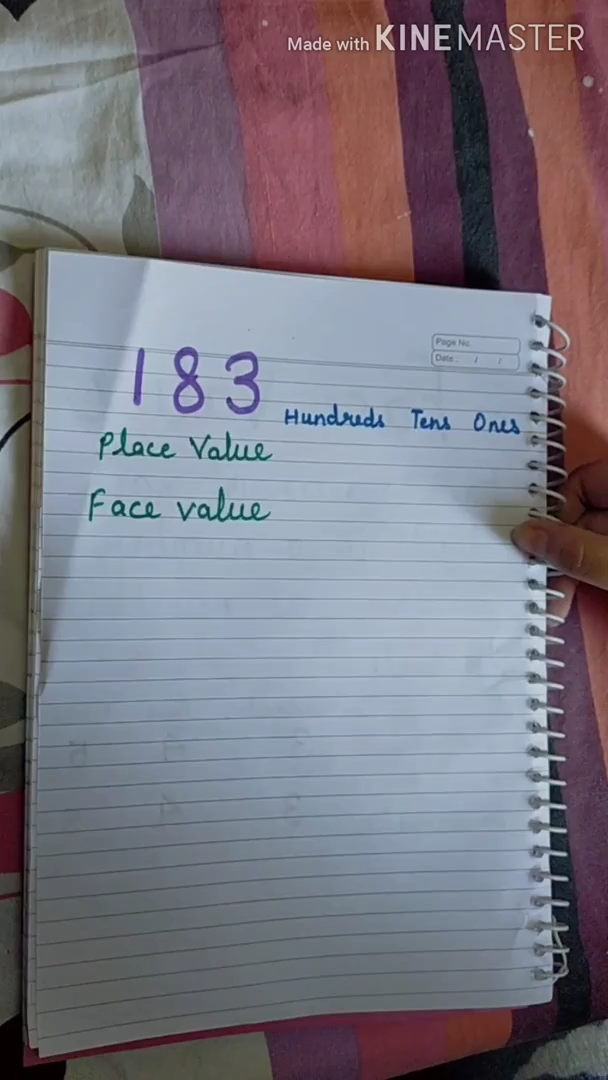 Made with KINEMASTER
Page No.
Date: / /
183
Hundreds Tens Ones
Place Value
Face value